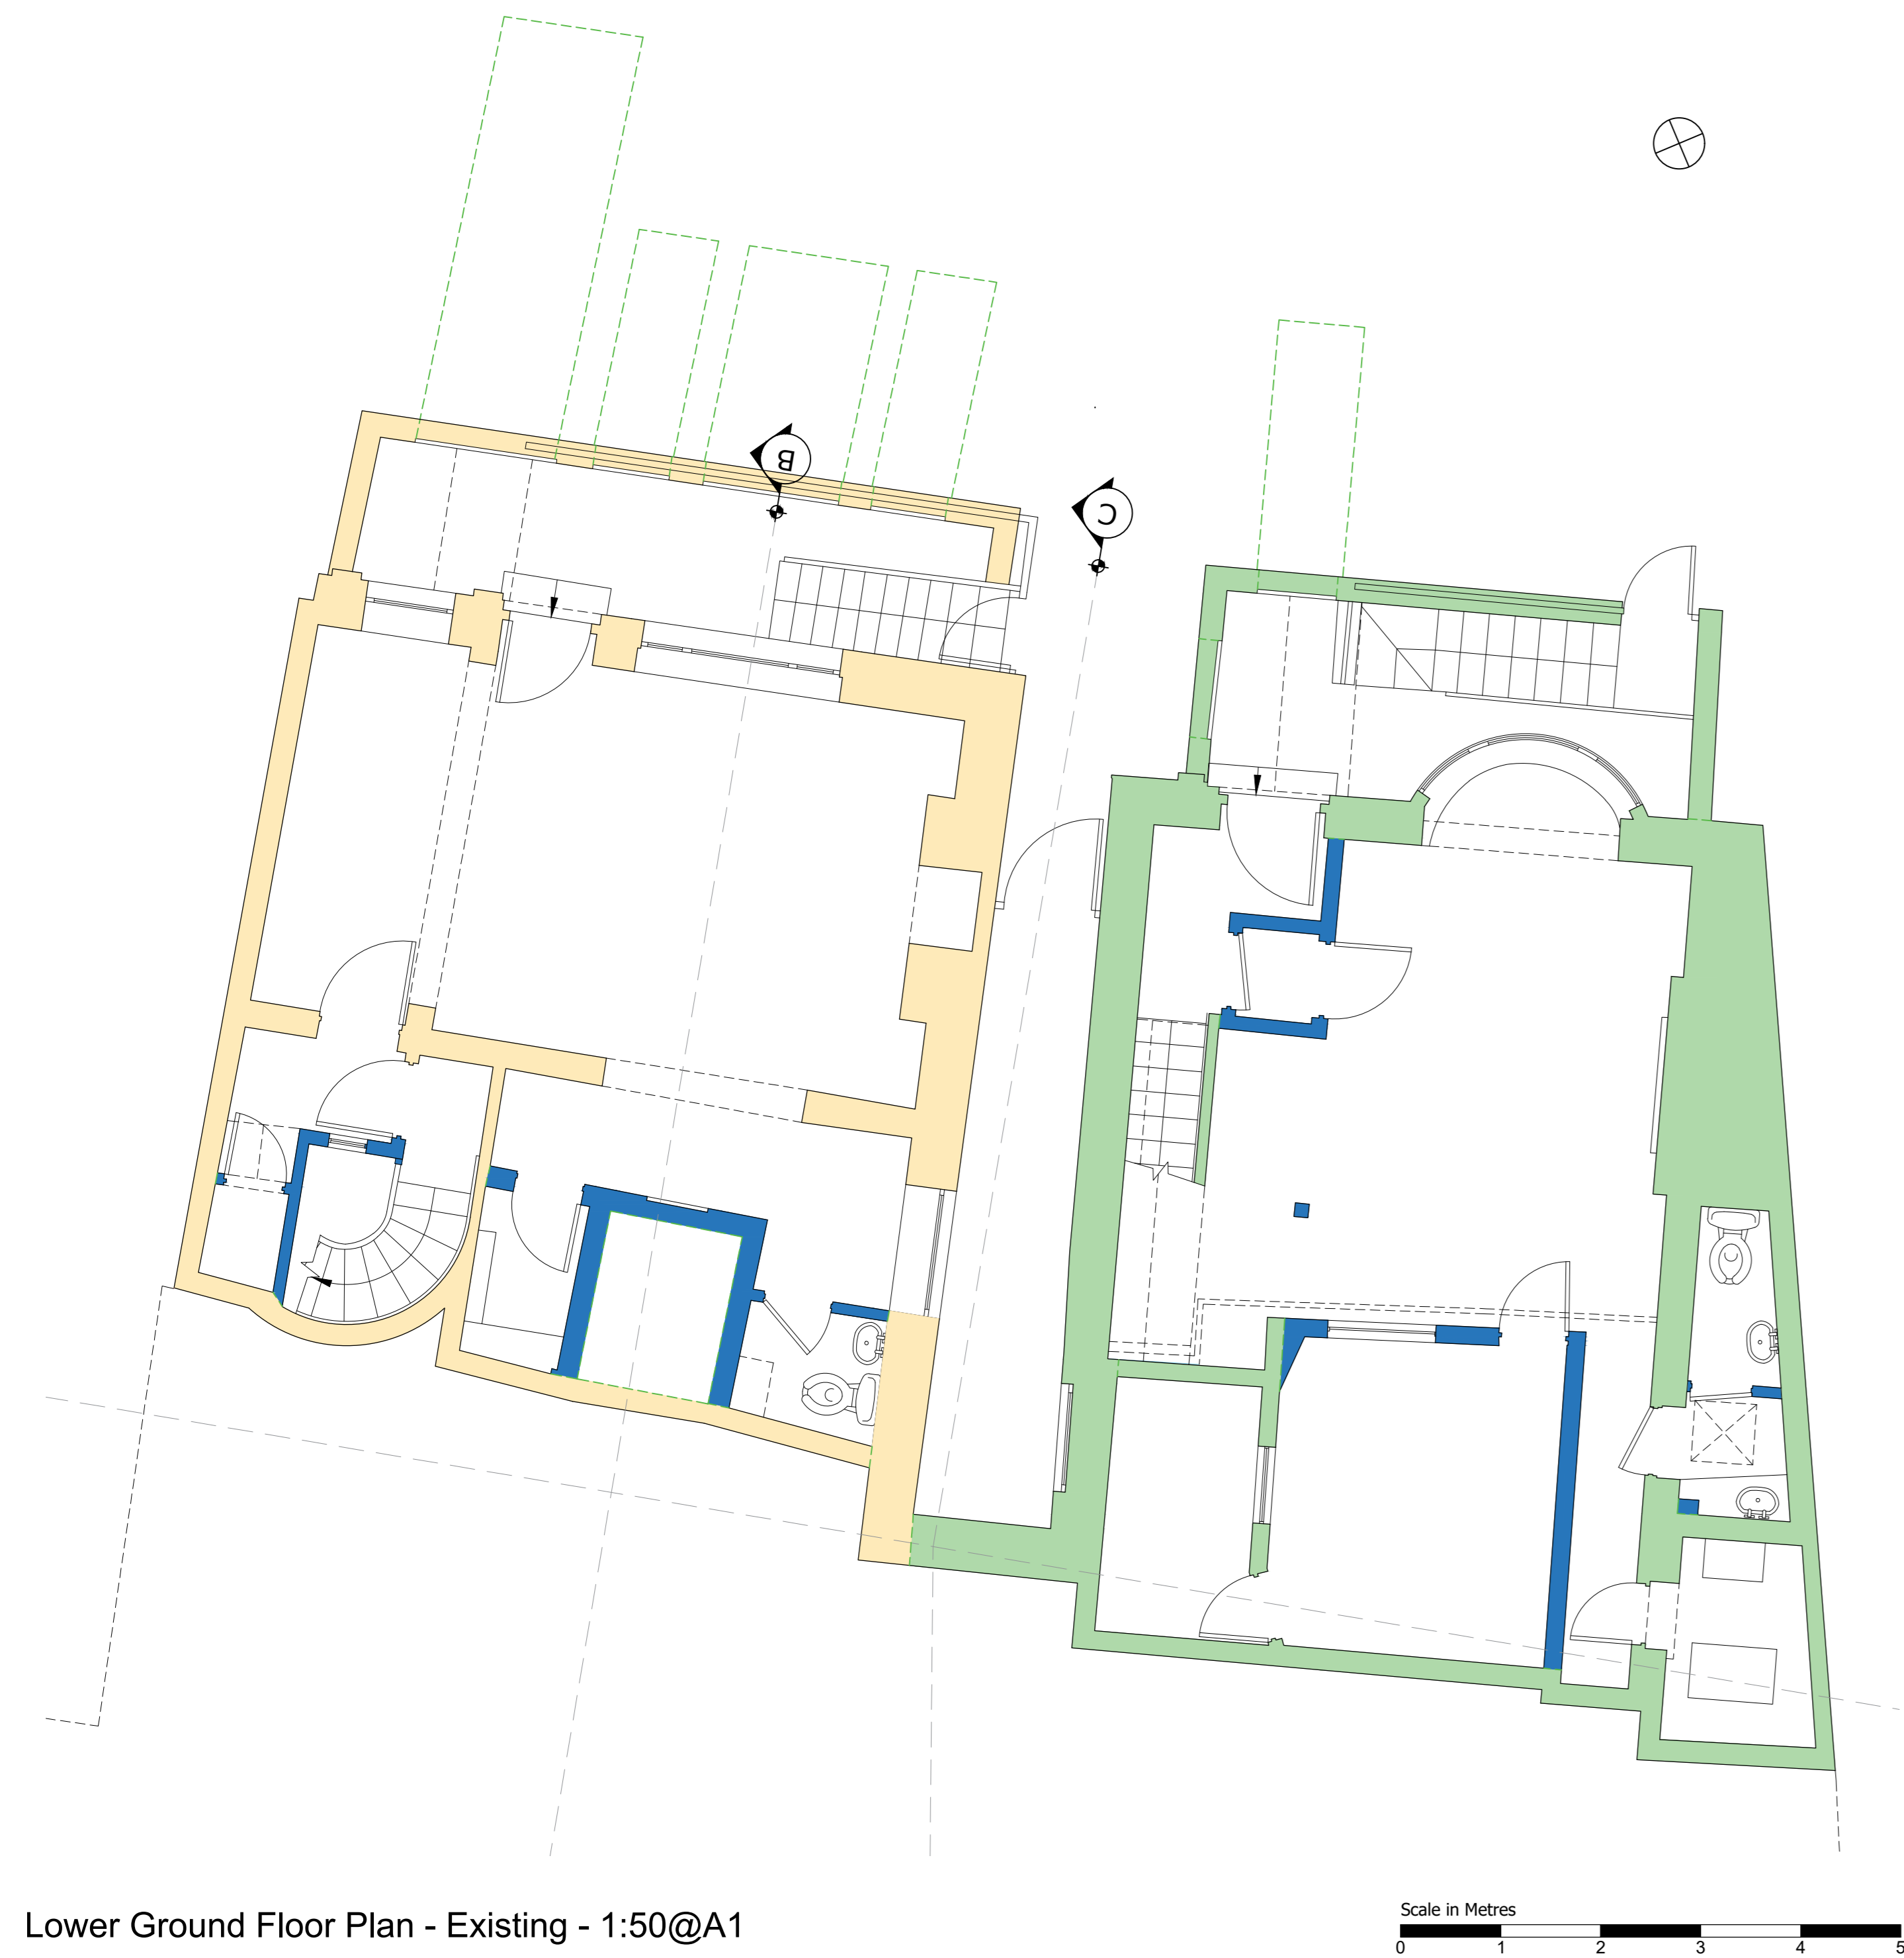 B
C
Lower Ground Floor Plan - Existing - 1:50@A1
Scale in Metres
0 1 2 3 4 5